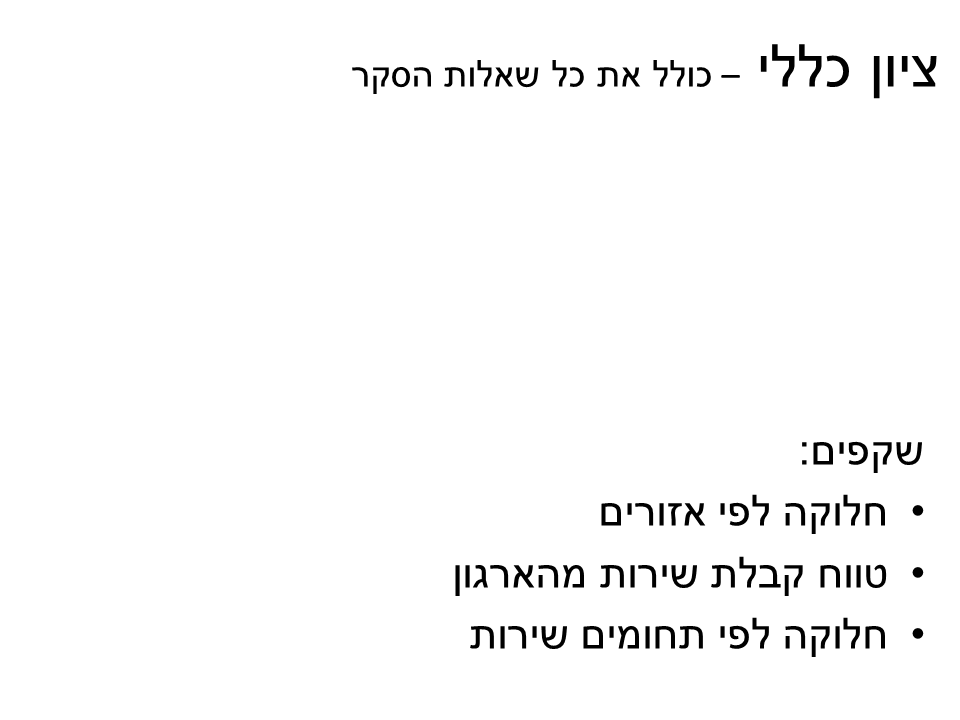 ציון כללי – כולל את כל שאלות הסקר
שקפים:
• חלוקה לפי אזורים
• טווח קבלת שירות מהארגון
• חלוקה לפי תחומים שירות